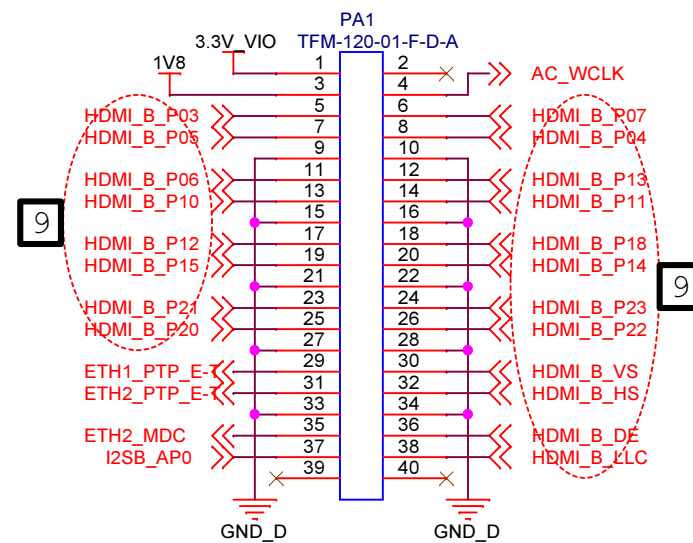 PA1
TFM-120-01-F-D-A
3.3V_VIO
1V8
1 2
AC_WCLK
3 4
HDMI_B_P03 5 6 HDMI_B_P07
HDMI_B_P05 7 8 HDMI_B_P04
9 10
HDMI_B_P06 11 12 HDMI_B_P13
HDMI_B_P10 13 14 HDMI_B_P11
9
15 16
HDMI_B_P12 17 18 HDMI_B_P18
HDMI_B_P15 19 20 HDMI_B_P14
21 22
9
HDMI_B_P21 23 24 HDMI_B_P23
HDMI_B_P20 25 26 HDMI_B_P22
27 28
ETH1_PTP_E-T 29 30 HDMI_VS
ETH2_PTP_E-T 31 32 HDMI_HS
33 34
ETH2_MDC 35 36 HDMI_B_DE
I2SB_AP0 37 38 HDMI_B_LLC
39 40
GND_D GND_D